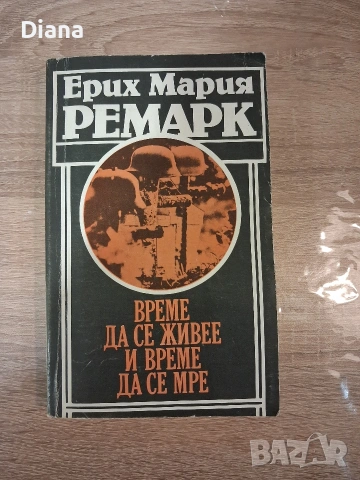 Diana
Ерих Мария
РЕМАРК
ВРЕМЕ
ДА СЕ ЖИВЕЕ
И ВРЕМЕ
ДА СЕ МРЕ
BAZAR